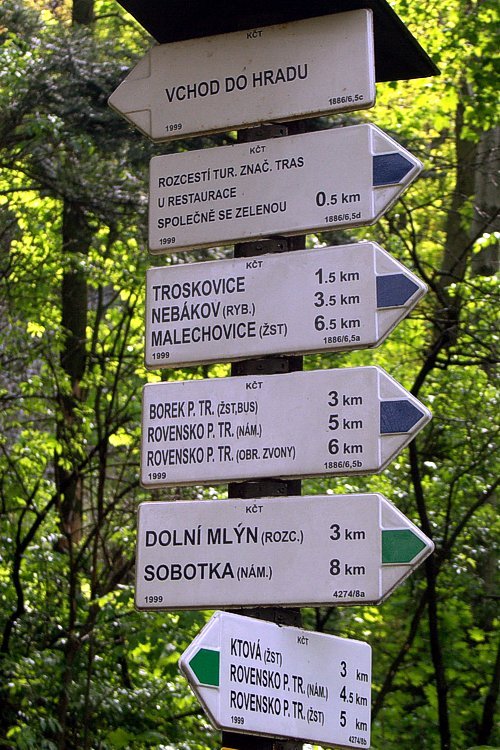 KČT
VCHOD DO HRADU
1999 1886/6,5c
KČT
ROZCESTÍ TUR. ZNAČ. TRAS
U RESTAURACE 0.5 km
SPOLEČNĚ SE ZELENOU
1999 1886/6,5d
KČT
TROSKOVICE 1.5 km
NEBÁKOV (RYB.) 3.5 km
MALECHOVICE (ŽST) 6.5 km
1999 1886/6,5a
KČT
BOREK P. TR. (ŽST,BUS) 3 km
ROVENSKO P. TR. (NÁM.) 5 km
ROVENSKO P. TR. (OBR. ZVONY) 6 km
1999 1886/6,5b
KČT
DOLNÍ MLÝN (ROZC.) 3 km
SOBOTKA (NÁM.) 8 km
1999 4274/8a
KČT
KTOVÁ (ŽST) 3 km
ROVENSKO P. TR. (NÁM.) 4.5 km
ROVENSKO P. TR. (ŽST) 5 km
1999 4274/8b